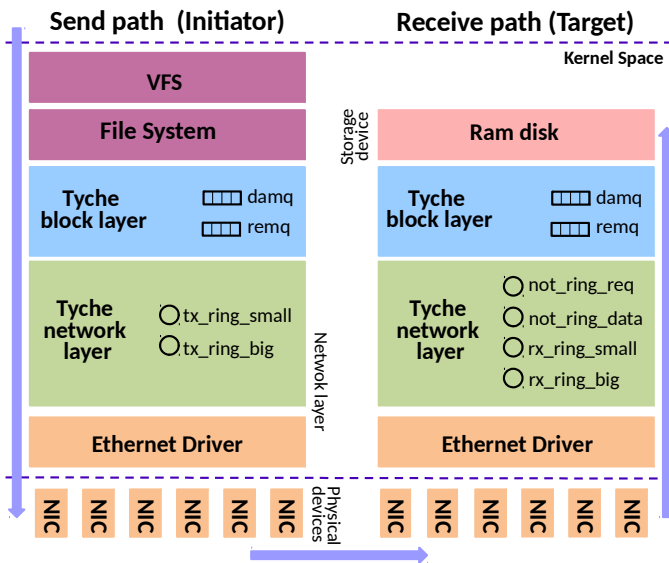 Send path (Initiator)
Receive path (Target)
Kernel Space
VFS
File System
Storage
device
Ram disk
Tyche
block layer
damq
remq
Tyche
block layer
damq
remq
Tyche
network
layer
tx_ring_small
tx_ring_big
Netwok layer
Tyche
network
layer
not_ring_req
not_ring_data
rx_ring_small
rx_ring_big
Ethernet Driver
Ethernet Driver
NIC
NIC
NIC
NIC
NIC
NIC
Physical
devices
NIC
NIC
NIC
NIC
NIC
NIC